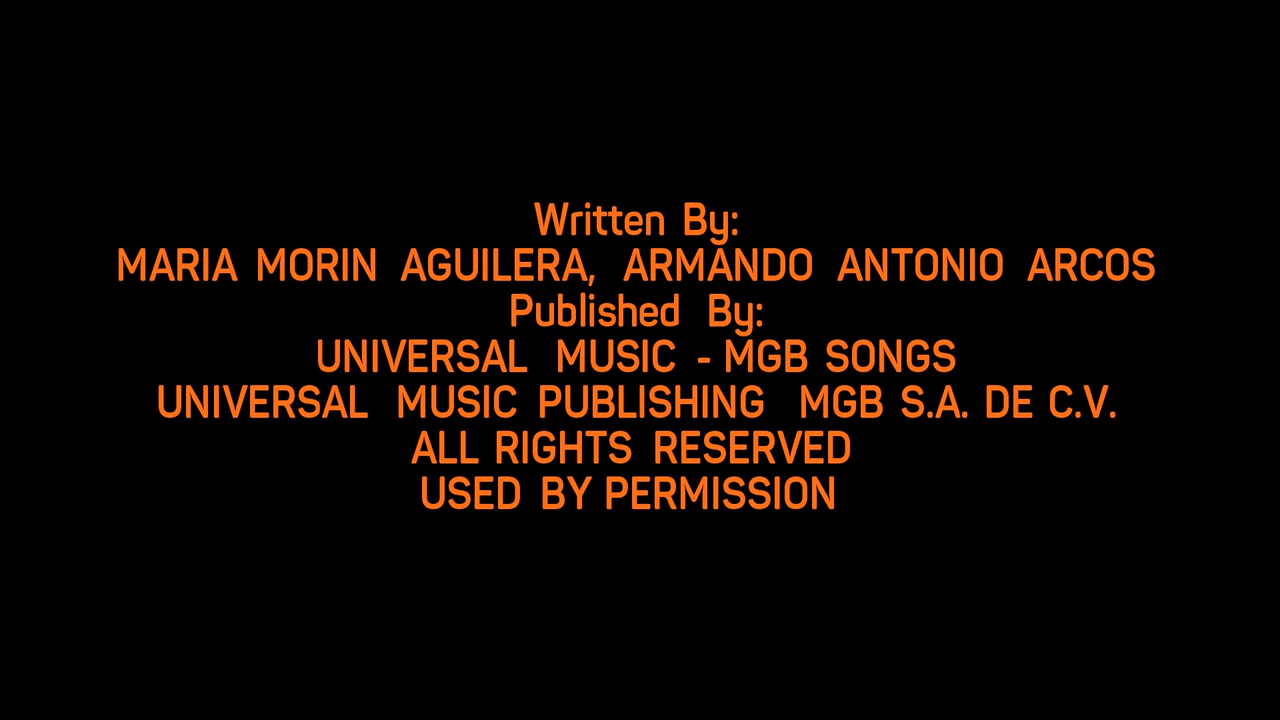 Written By:
MARIA MORIN AGUILERA, ARMANDO ANTONIO ARCOS
Published By:
UNIVERSAL MUSIC - MGB SONGS
UNIVERSAL MUSIC PUBLISHING MGB S.A. DE C.V.
ALL RIGHTS RESERVED
USED BY PERMISSION